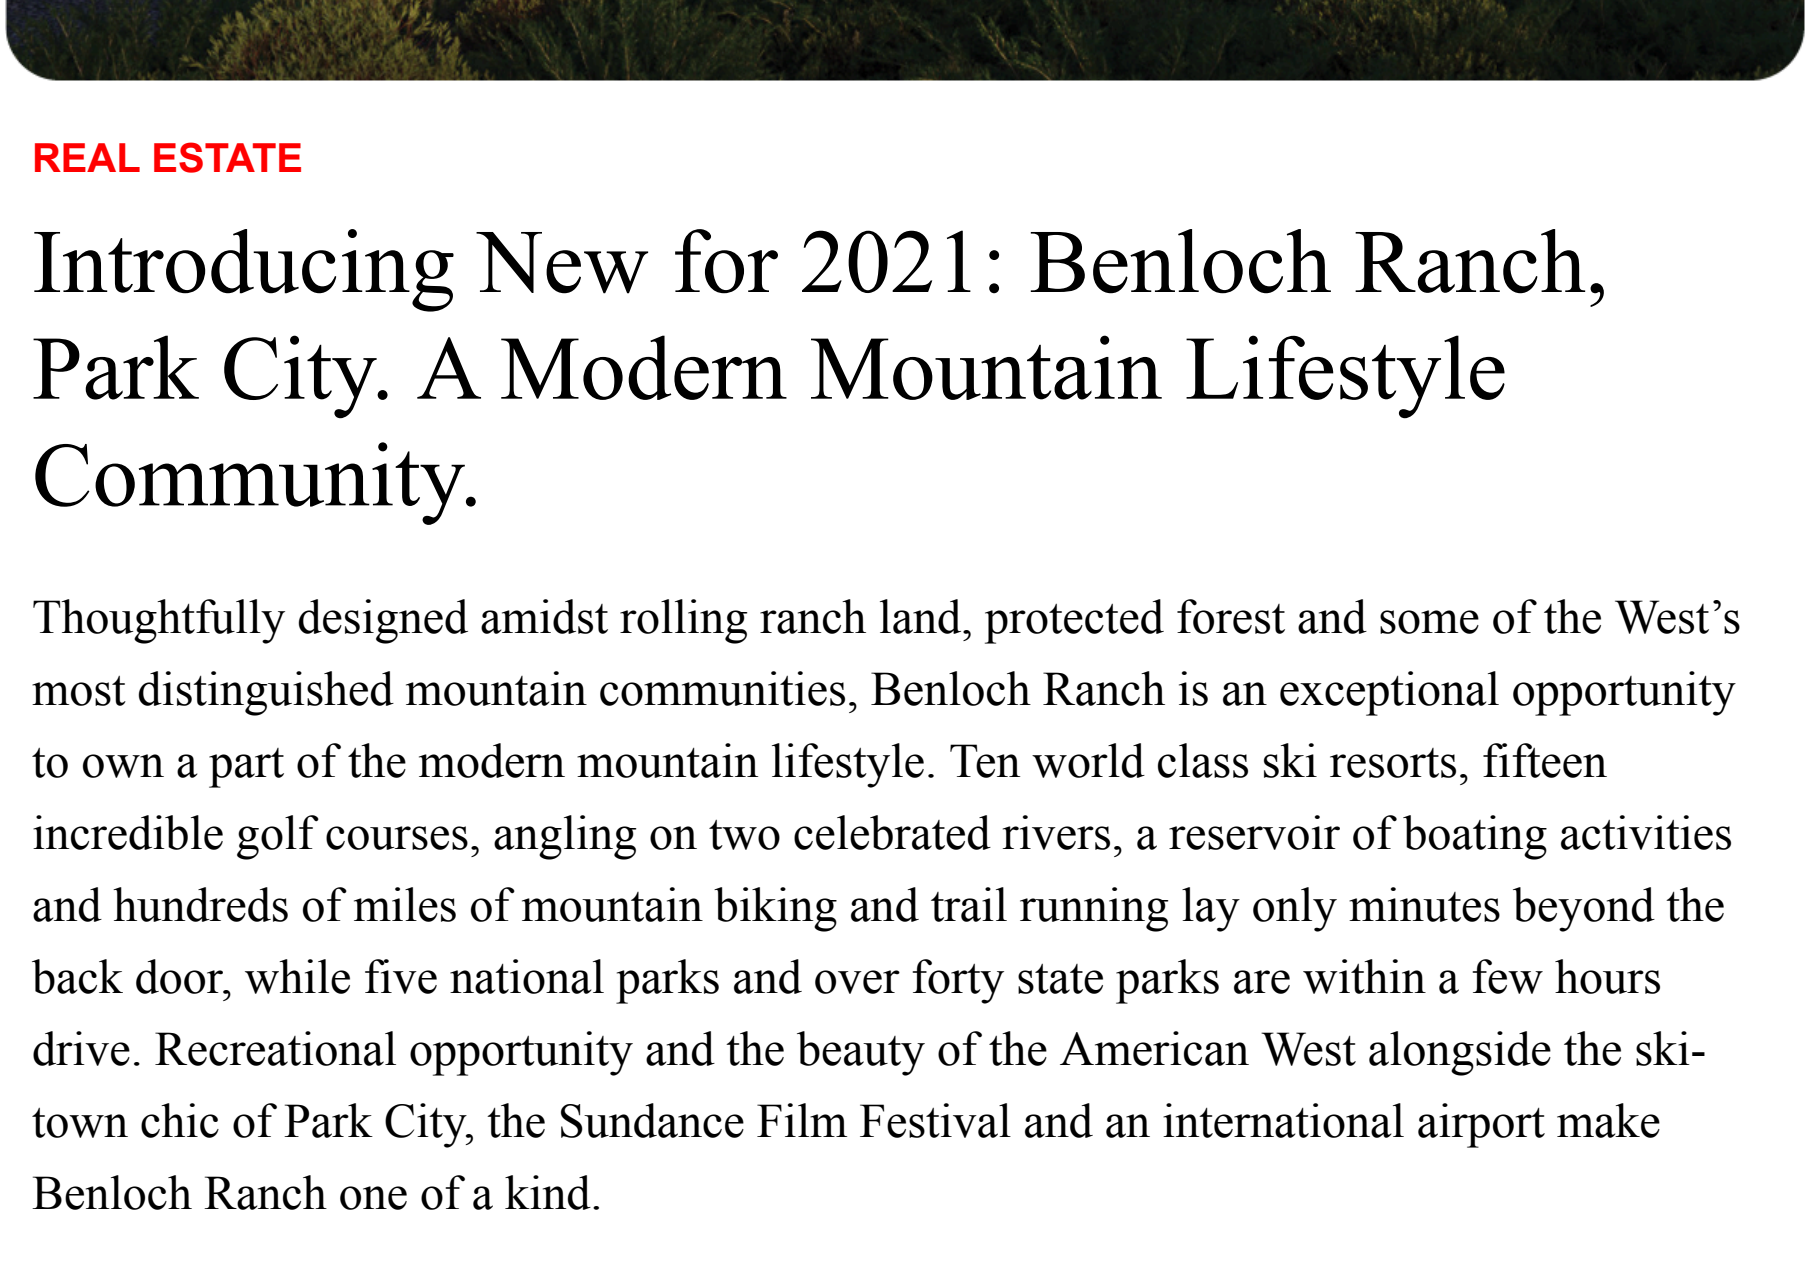 REAL ESTATE
Introducing New for 2021: Benloch Ranch,
Park City. A Modern Mountain Lifestyle
Community.
Thoughtfully designed amidst rolling ranch land, protected forest and some of the West’s
most distinguished mountain communities, Benloch Ranch is an exceptional opportunity
to own a part of the modern mountain lifestyle. Ten world class ski resorts, fifteen
incredible golf courses, angling on two celebrated rivers, a reservoir of boating activities
and hundreds of miles of mountain biking and trail running lay only minutes beyond the
back door, while five national parks and over forty state parks are within a few hours
drive. Recreational opportunity and the beauty of the American West alongside the ski-
town chic of Park City, the Sundance Film Festival and an international airport make
Benloch Ranch one of a kind.